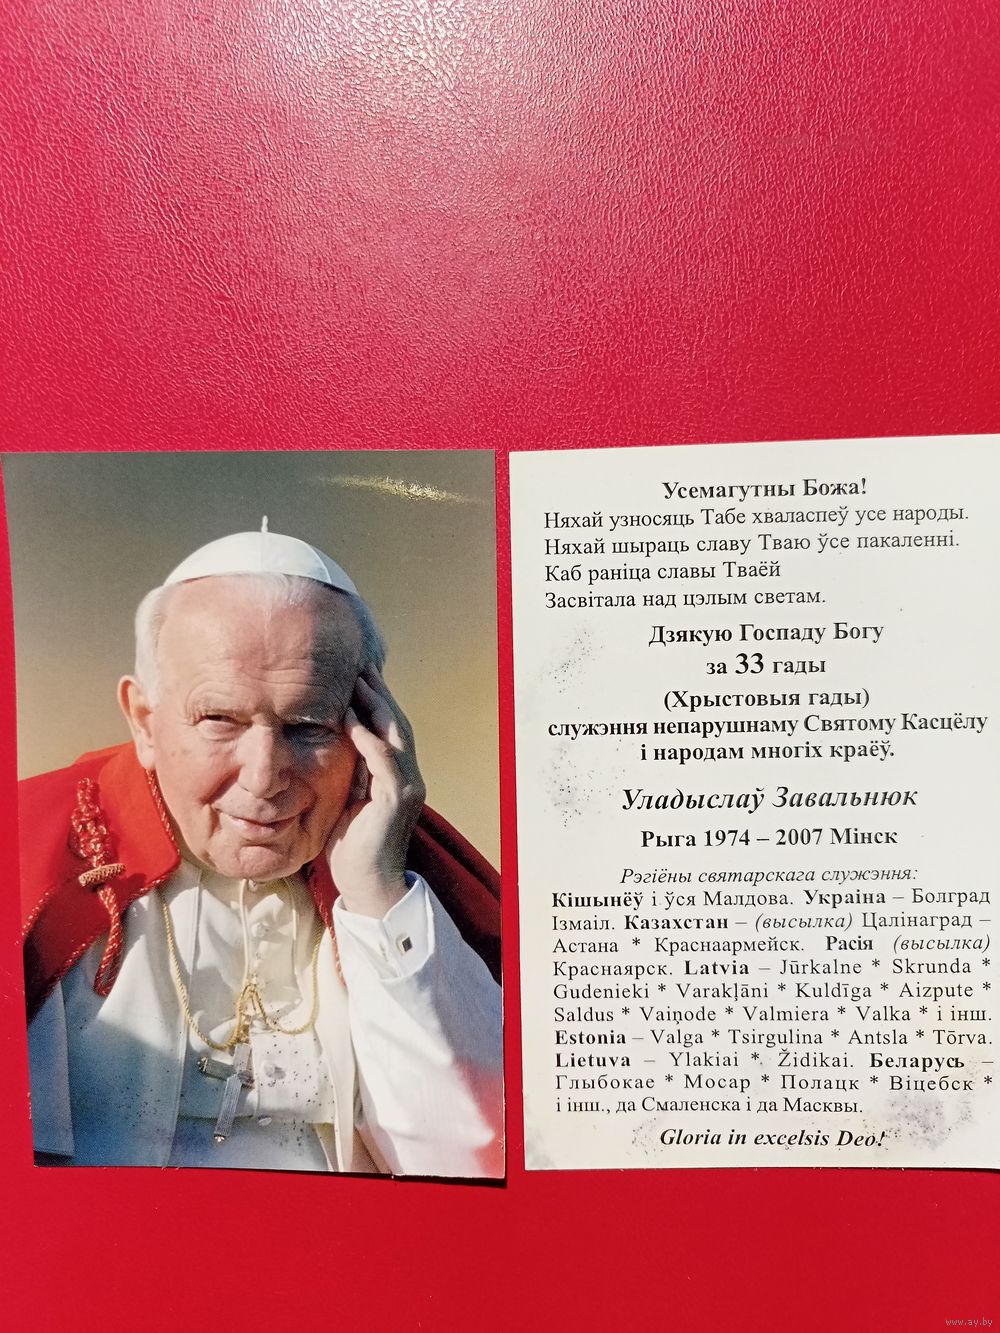 Усемагутны Божа!
Няхай узносяць Табе хваласпеў усе народы.
Няхай шыраць славу Тваю ўсе пакаленні.
Каб раніца славы Тваёй
Засвітала над цэлым светам.
Дзякую Госпаду Богу
за 33 гады
(Хрыстовыя гады)
служэння непарушнаму Святому Касцёлу
і народам многіх краёў.
Уладыслаў Завальнюк
Рыга 1974 – 2007 Мінск
Рэгіёны святарскага служэння:
Кішынёў і ўся Малдова. Украіна – Болград
Ізмаіл. Казахстан – (высылка) Цалінаград –
Астана * Краснаармейск. Расія (высылка)
Краснаярск. Latvia – Jūrkalne * Skrunda *
Gudenieki * Varakļāni * Kuldīga * Aizpute *
Saldus * Vaiņode * Valmiera * Valka * і інш.
Estonia – Valga * Tsirgulina * Antsla * Tõrva.
Lietuva – Ylakiai * Židikai. Беларусь –
Глыбокае * Мосар * Полацк * Віцебск *
і інш., да Смаленска і да Масквы.
Gloria in excelsis Deo!
www.ay.by